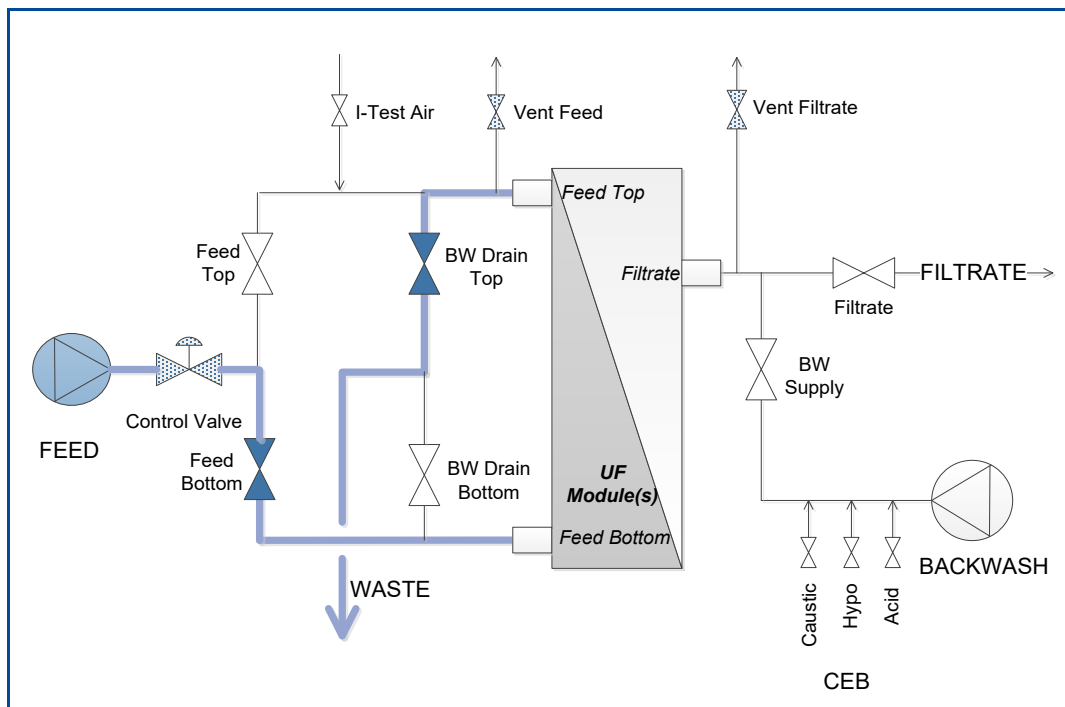 I-Test Air
Vent Feed
Vent Filtrate
Feed Top
Feed
Top
BW Drain
Top
Filtrate
FILTRATE
Filtrate
BW
Supply
Control Valve
FEED
Feed
Bottom
BW Drain
Bottom
UF
Module(s)
Feed Bottom
WASTE
BACKWASH
Caustic
Hypo
Acid
CEB